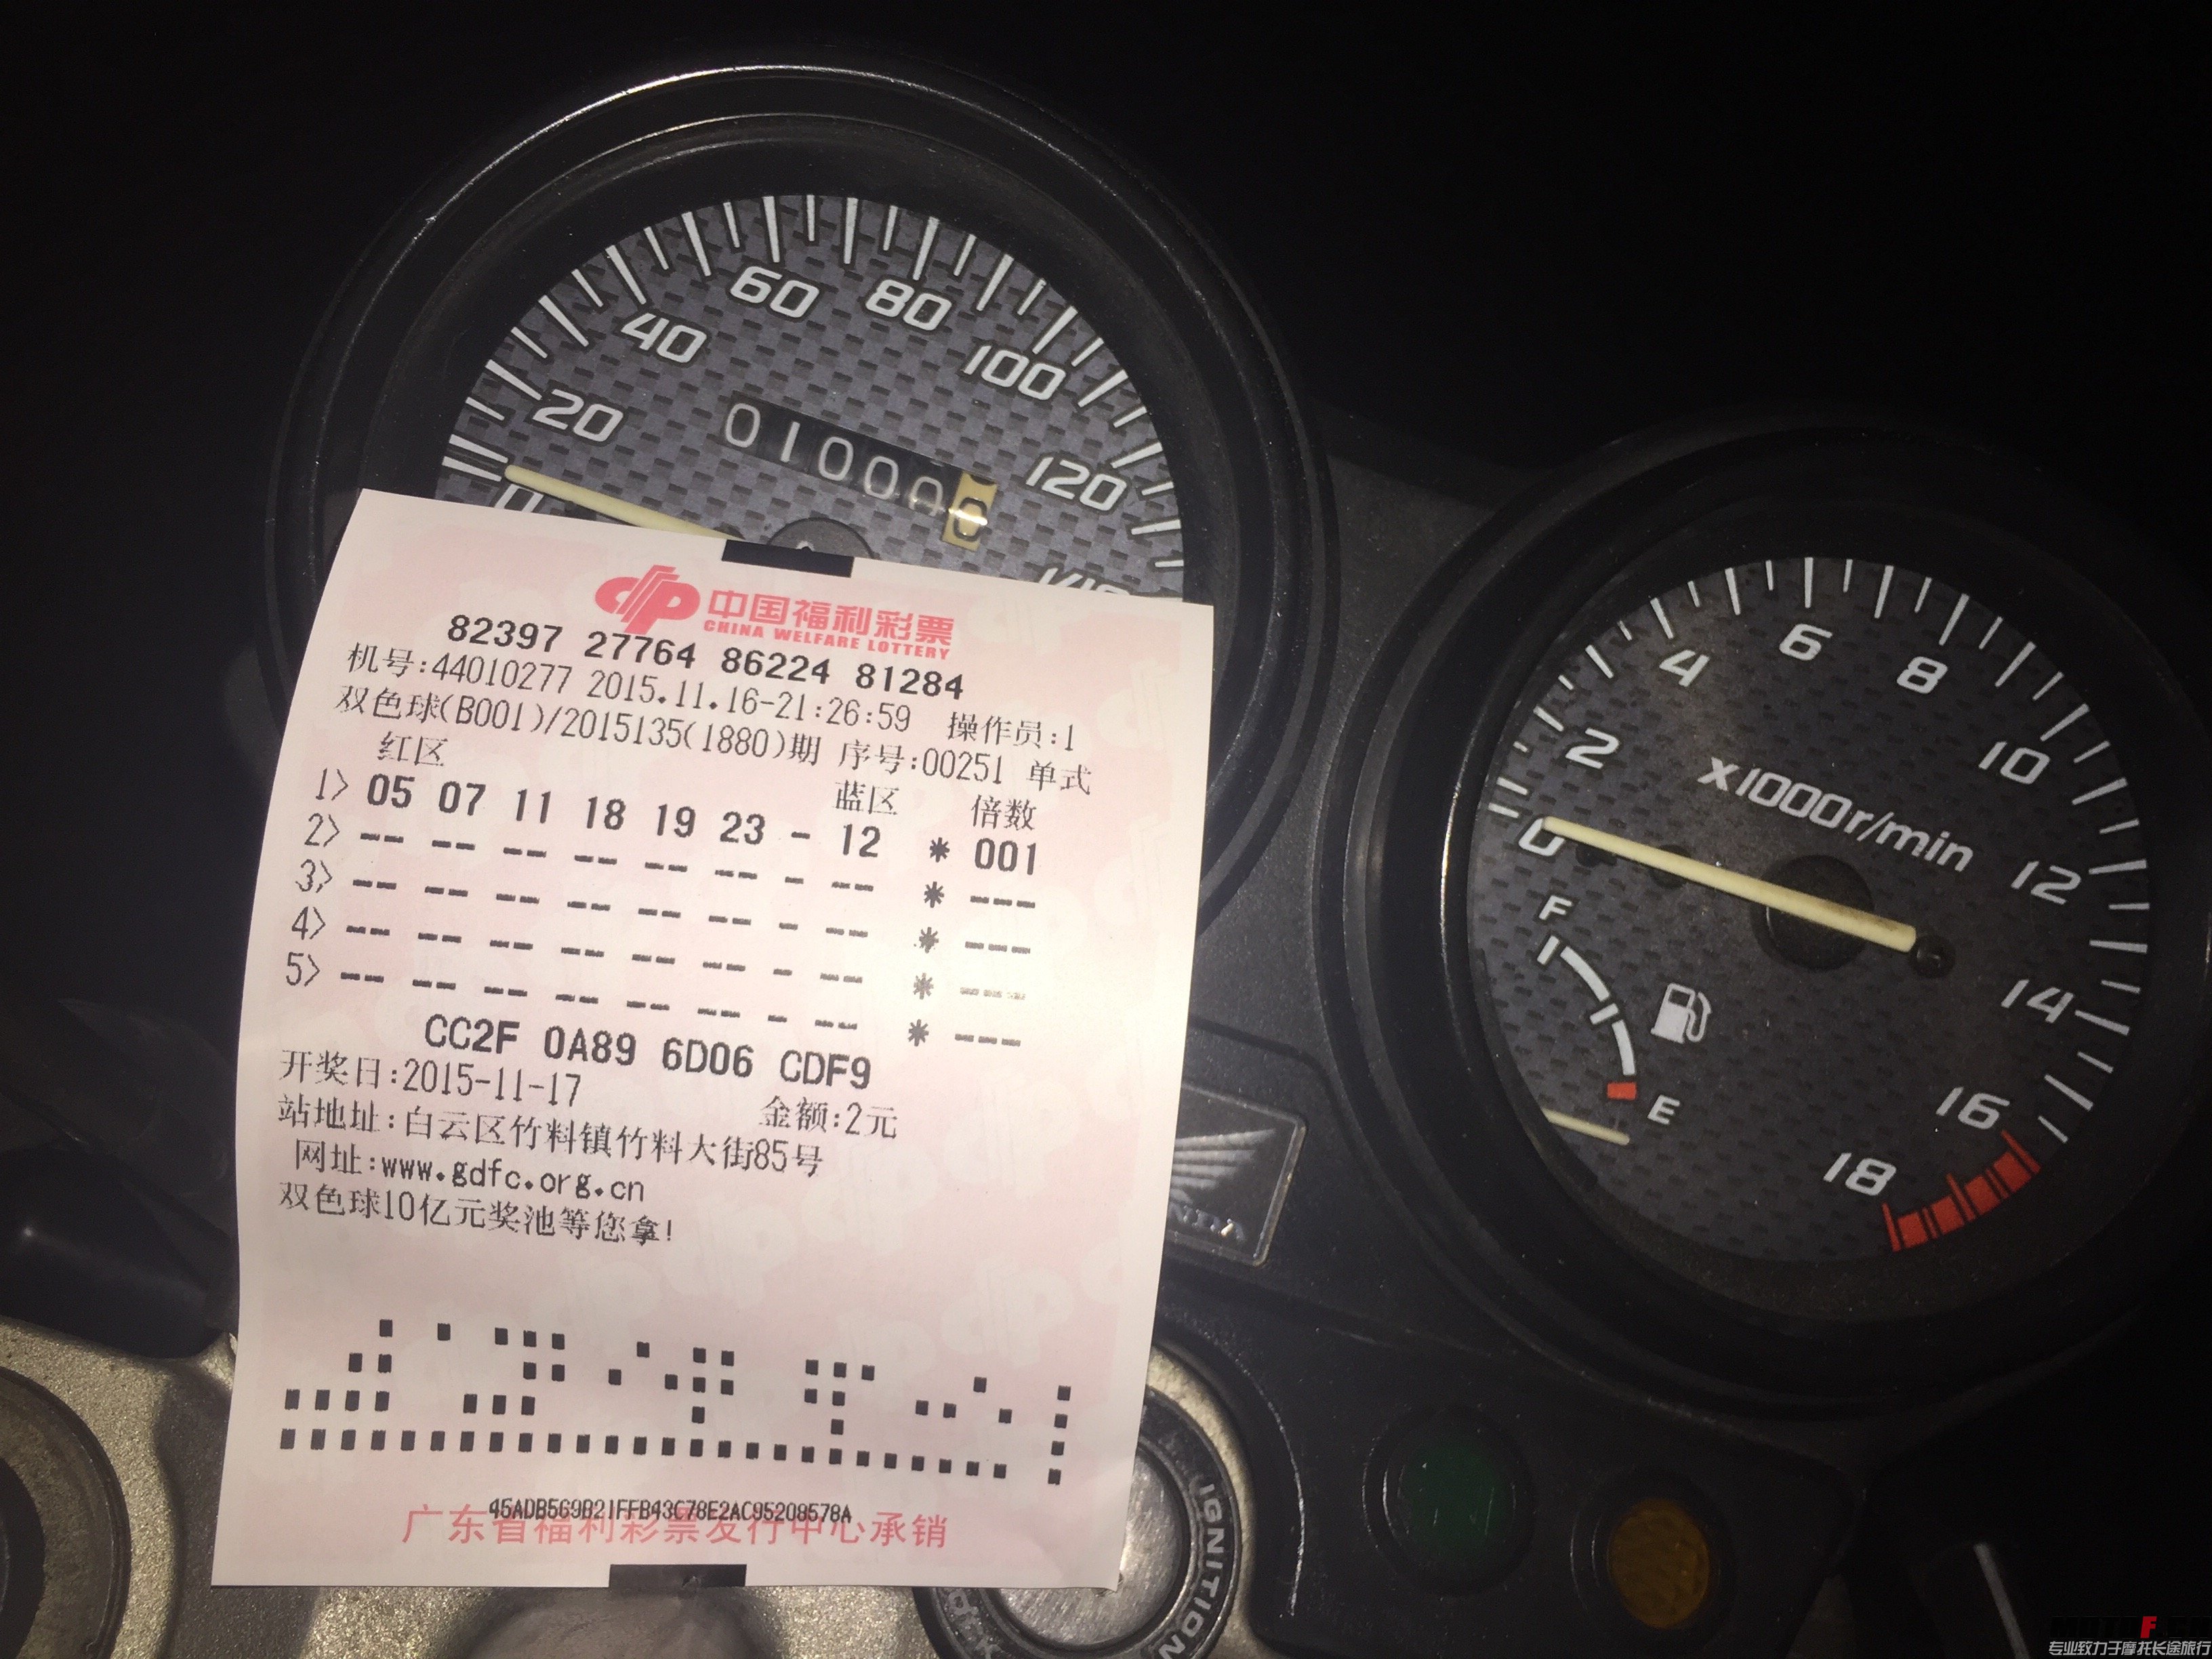 20
40
60
80
100
120
010000
0
中国福利彩票
CHINA WELFARE LOTTERY
82397 27764 86224 81284
机号:44010277 2015.11.16-21:26:59 操作员:1
双色球(B001)/2015135(1880)期 序号:00251 单式
红区 蓝区 倍数
1> 05 07 11 18 19 23 - 12 * 001
2> -- -- -- -- -- -- - -- * ---
3> -- -- -- -- -- -- - -- * ---
4> -- -- -- -- -- -- - -- * ---
5> -- -- -- -- -- -- - -- * ---
CC2F 0A89 6D06 CDF9
开奖日:2015-11-17 金额:2元
站地址:白云区竹料镇竹料大街85号
网址:www.gdfc.org.cn
双色球10亿元奖池等您拿!
45ADB569B21FFB43C78E2AC95208578A
广东省福利彩票发行中心承销
0
2
4
6
8
10
12
14
16
18
x1000r/min
F
E
HONDA
IGNITION
专业致力于摩托长途旅行